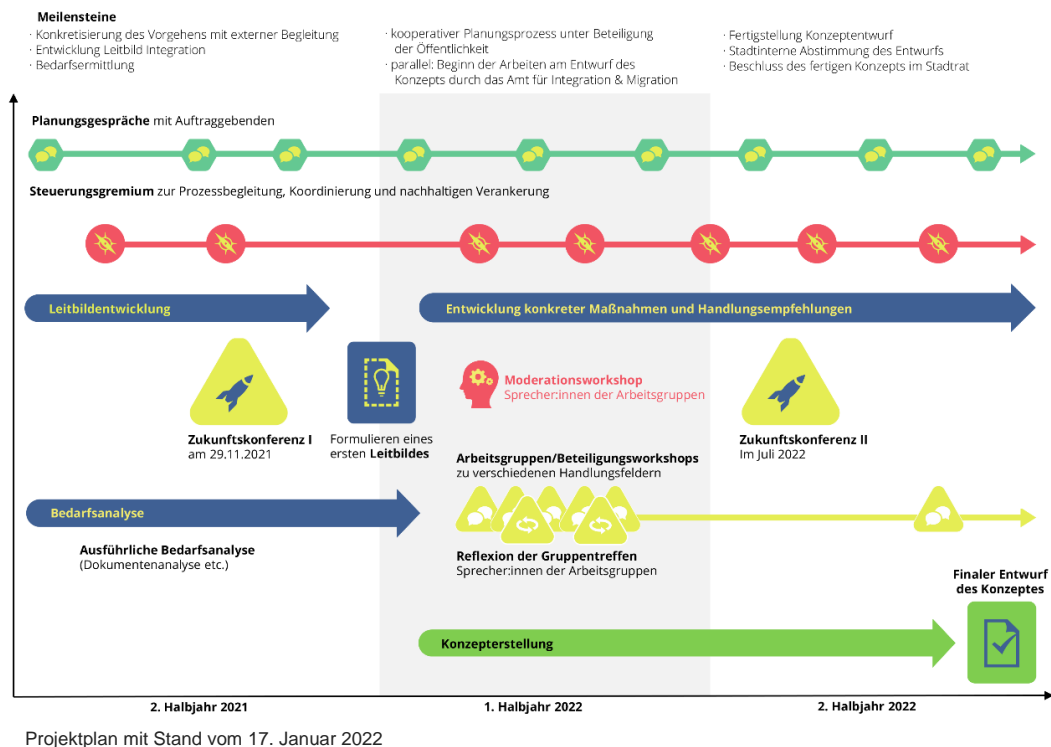 Meilensteine
· Konkretisierung des Vorgehens mit externer Begleitung
· Entwicklung Leitbild Integration
· Bedarfsermittlung
· kooperativer Planungsprozess unter Beteiligung
der Öffentlichkeit
· parallel: Beginn der Arbeiten am Entwurf des
Konzepts durch das Amt für Integration & Migration
· Fertigstellung Konzeptentwurf
· Stadtinterne Abstimmung des Entwurfs
· Beschluss des fertigen Konzepts im Stadtrat
Planungsgespräche mit Auftraggebenden
Steuerungsgremium zur Prozessbegleitung, Koordinierung und nachhaltigen Verankerung
Leitbildentwicklung
Entwicklung konkreter Maßnahmen und Handlungsempfehlungen
Zukunftskonferenz I
am 29.11.2021
Formulieren eines
ersten Leitbildes
Moderationsworkshop
Sprecher:innen der Arbeitsgruppen
Zukunftskonferenz II
Im Juli 2022
Arbeitsgruppen/Beteiligungsworkshops
zu verschiedenen Handlungsfeldern
Bedarfsanalyse
Ausführliche Bedarfsanalyse
(Dokumentenanalyse etc.)
Reflexion der Gruppentreffen
Sprecher:innen der Arbeitsgruppen
Finaler Entwurf
des Konzeptes
Konzepterstellung
2. Halbjahr 2021
1. Halbjahr 2022
2. Halbjahr 2022
Projektplan mit Stand vom 17. Januar 2022